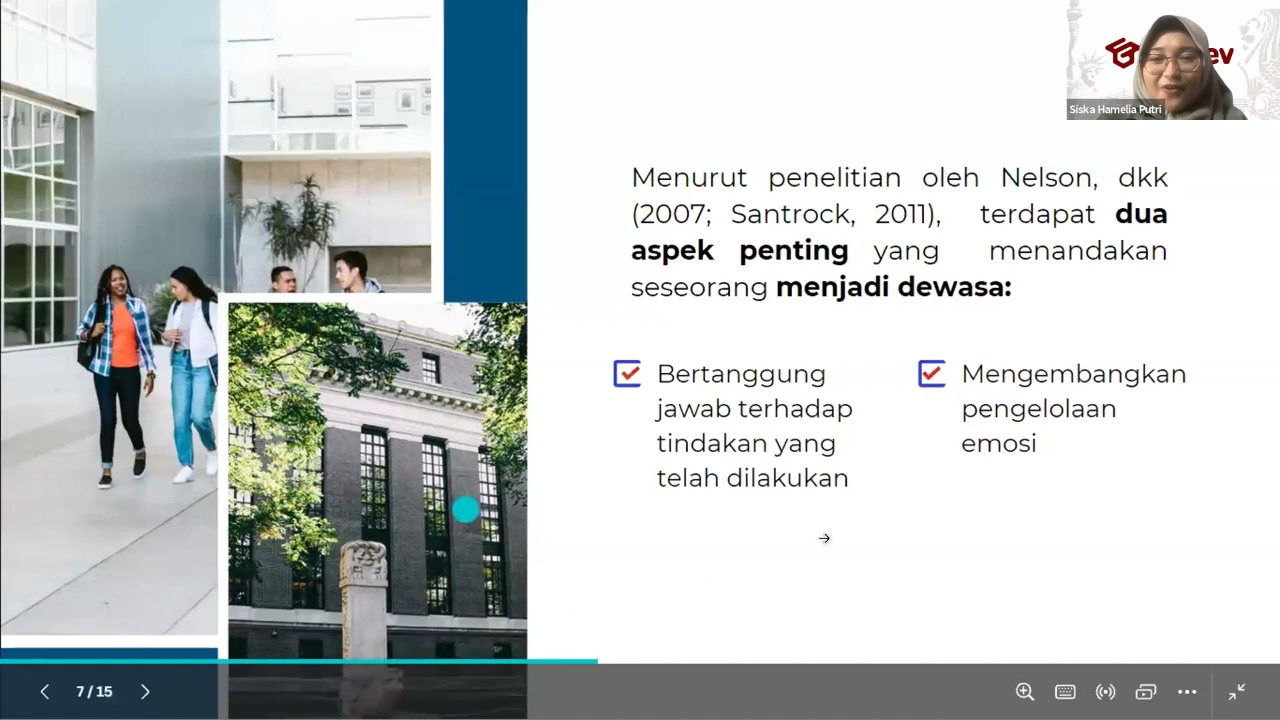 Siska Hamelia Putri
Menurut penelitian oleh Nelson, dkk
(2007; Santrock, 2011), terdapat dua
aspek penting yang menandakan
seseorang menjadi dewasa:
Bertanggung
jawab terhadap
tindakan yang
telah dilakukan
Mengembangkan
pengelolaan
emosi
7 / 15